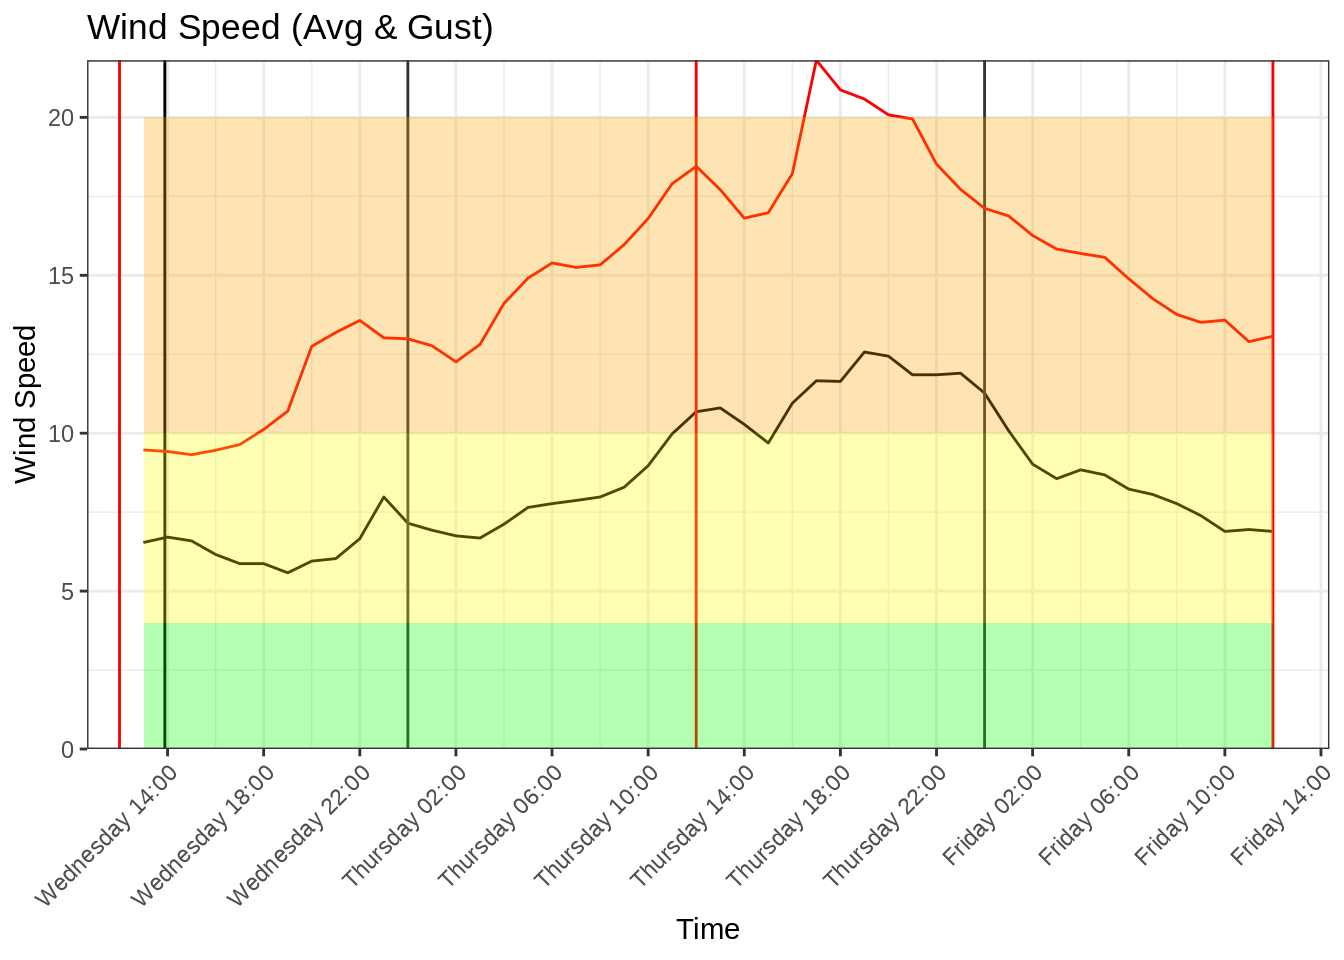 Wind Speed (Avg & Gust)
Wind Speed
20
15
10
5
0
Wednesday 14:00
Wednesday 18:00
Wednesday 22:00
Thursday 02:00
Thursday 06:00
Thursday 10:00
Thursday 14:00
Thursday 18:00
Thursday 22:00
Friday 02:00
Friday 06:00
Friday 10:00
Friday 14:00
Time